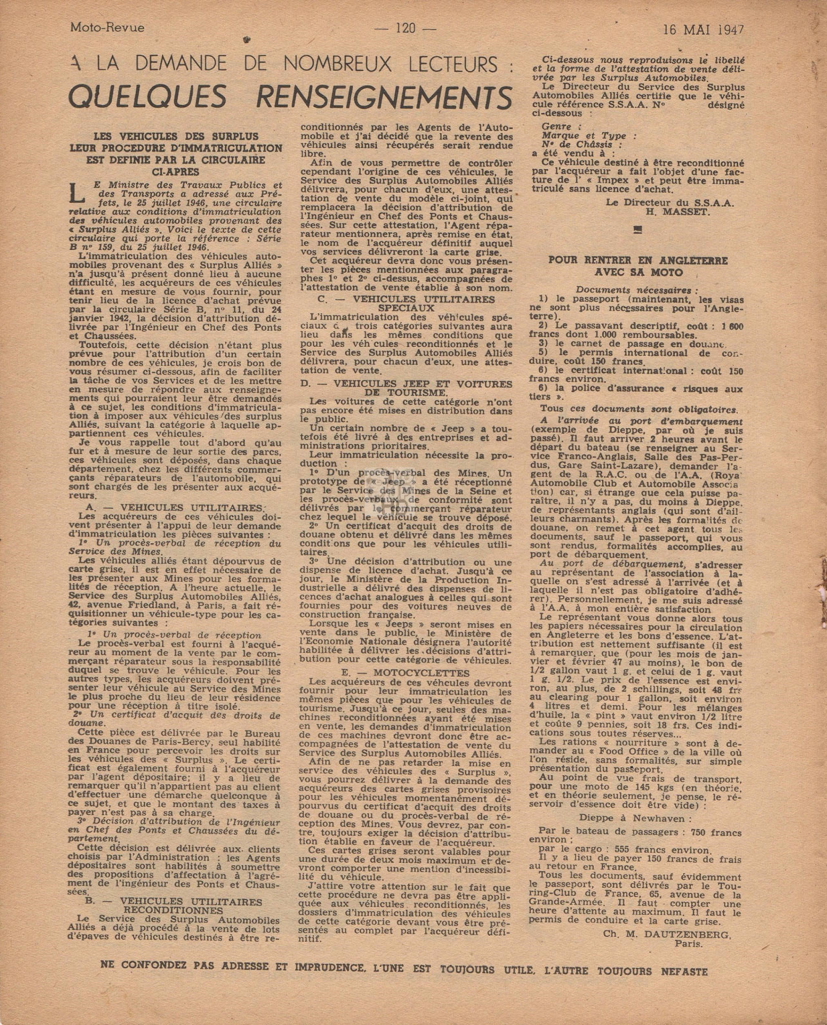 Moto-Revue
— 120 —
16 MAI 1947
A LA DEMANDE DE NOMBREUX LECTEURS :
QUELQUES RENSEIGNEMENTS
LES VEHICULES DES SURPLUS
LEUR PROCEDURE D'IMMATRICULATION
EST DEFINIE PAR LA CIRCULAIRE
CI-APRES
LE Ministre des Travaux Publics et
des Transports a adressé aux Pré-
fets, le 25 juillet 1946, une circulaire
relative aux conditions d'immatriculation
des véhicules automobiles provenant des
« Surplus Alliés ». Voici le texte de cette
circulaire qui porte la référence : Série
B n° 159, du 25 juillet 1946.
L'immatriculation des véhicules auto-
mobiles provenant des « Surplus Alliés »
n'a jusqu'à présent donné lieu à aucune
difficulté, les acquéreurs de ces véhicules
étant en mesure de vous fournir, pour
tenir lieu de la licence d'achat prévue
par la circulaire Série B, n° 11, du 24
janvier 1942, la décision d'attribution dé-
livrée par l'Ingénieur en Chef des Ponts
et Chaussées.
Toutefois, cette décision n'étant plus
prévue pour l'attribution d'un certain
nombre de ces véhicules, je crois bon de
vous résumer ci-dessous, afin de faciliter
la tâche de vos Services et de les mettre
en mesure de répondre aux renseigne-
ments qui pourraient leur être demandés
à ce sujet, les conditions d'immatricula-
tion à imposer aux véhicules des surplus
Alliés, suivant la catégorie à laquelle ap-
partiennent ces véhicules.
Je vous rappelle tout d'abord qu'au
fur et à mesure de leur sortie des parcs,
ces véhicules sont déposés, dans chaque
département, chez les différents commer-
çants réparateurs de l'automobile, qui
sont chargés de les présenter aux acqué-
reurs.
A. — VEHICULES UTILITAIRES.
Les acquéreurs de ces véhicules doi-
vent présenter à l'appui de leur demande
d'immatriculation les pièces suivantes :
1° Un procès-verbal de réception du
Service des Mines.
Les véhicules alliés étant dépourvus de
carte grise, il est en effet nécessaire de
les présenter aux Mines pour les forma-
lités de réception. A l'heure actuelle, le
Service des Surplus Automobiles Alliés,
42, avenue Friedland, à Paris, a fait ré-
quisitionner un véhicule-type pour les ca-
tégories suivantes :
1° Un procès-verbal de réception
Le procès-verbal est fourni à l'acqué-
reur au moment de la vente par le com-
merçant réparateur sous la responsabilité
duquel se trouve le véhicule. Pour les
autres types, les acquéreurs doivent pré-
senter leur véhicule au Service des Mines
le plus proche du lieu de leur résidence
pour une réception à titre isolé.
2° Un certificat d'acquit des droits de
douane.
Cette pièce est délivrée par le Bureau
des Douanes de Paris-Bercy, seul habilité
en France pour percevoir les droits sur
les véhicules des « Surplus ». Le certi-
ficat est également fourni à l'acquéreur
par l'agent dépositaire; il y a lieu de
remarquer qu'il n'appartient pas au client
d'effectuer une démarche quelconque à
ce sujet, et que le montant des taxes à
payer n'est pas à sa charge.
3° Décision d'attribution de l'Ingénieur
en Chef des Ponts et Chaussées du dé-
partement.
Cette décision est délivrée aux clients
choisis par l'Administration : les Agents
dépositaires sont habilités à soumettre
des propositions d'affectation à l'agré-
ment de l'ingénieur des Ponts et Chaus-
sées.
B. — VEHICULES UTILITAIRES
RECONDITIONNES
Le Service des Surplus Automobiles
Alliés a déjà procédé à la vente de lots
d'épaves de véhicules destinés à être re-
conditionnés par les Agents de l'Auto-
mobile et j'ai décidé que la revente des
véhicules ainsi récupérés serait rendue
libre.
Afin de vous permettre de contrôler
cependant l'origine de ces véhicules, le
Service des Surplus Automobiles Alliés
délivrera, pour chacun d'eux, une attes-
tation de vente du modèle ci-joint, qui
remplacera la décision d'attribution de
l'Ingénieur en Chef des Ponts et Chaus-
sées. Sur cette attestation, l'Agent répa-
rateur mentionnera, après remise en état,
le nom de l'acquéreur définitif auquel
vos services délivreront la carte grise.
Cet acquéreur devra donc vous présen-
ter les pièces mentionnées aux paragra-
phes 1° et 2° ci-dessus, accompagnées de
l'attestation de vente établie à son nom.
C. — VEHICULES UTILITAIRES
SPECIAUX
L'immatriculation des véhicules spé-
ciaux trois catégories suivantes aura
lieu dans les mêmes conditions que
pour les véhicules reconditionnés et le
Service des Surplus Automobiles Alliés
délivrera, pour chacun d'eux, une attes-
tation de vente.
D. — VEHICULES JEEP ET VOITURES
DE TOURISME.
Les voitures de cette catégorie n'ont
pas encore été mises en distribution dans
le public.
Un certain nombre de « Jeep » a tou-
tefois été livré à des entreprises et ad-
ministrations prioritaires.
Leur immatriculation nécessite la pro-
duction :
1° D'un procès-verbal des Mines. Un
prototype de « Jeep » a été réceptionné
par le Service des Mines de la Seine et
les procès-verbaux de conformité sont
délivrés par le commerçant réparateur
chez lequel le véhicule se trouve déposé.
2° Un certificat d'acquit des droits de
douane obtenu et délivré dans les mêmes
conditions que pour les véhicules utili-
taires.
3° Une décision d'attribution ou une
dispense de licence d'achat. Jusqu'à ce
jour, le Ministère de la Production In-
dustrielle a délivré des dispenses de li-
cences d'achat analogues à celles qui sont
fournies pour des voitures neuves de
construction française.
Lorsque les « Jeeps » seront mises en
vente dans le public, le Ministère de
l'Economie Nationale désignera l'autorité
habilitée à délivrer les décisions d'attri-
bution pour cette catégorie de véhicules.
E. — MOTOCYCLETTES
Les acquéreurs de ces véhicules devront
fournir pour leur immatriculation les
mêmes pièces que pour les véhicules de
tourisme. Jusqu'à ce jour, seules des ma-
chines reconditionnées ayant été mises
en vente, les demandes d'immatriculation
de ces machines devront donc être ac-
compagnées de l'attestation de vente du
Service des Surplus Automobiles Alliés.
Afin de ne pas retarder la mise en
service des véhicules des « Surplus »,
vous pourrez délivrer à la demande des
acquéreurs des cartes grises provisoires
pour les véhicules momentanément dé-
pourvus du certificat d'acquit des droits
de douane ou du procès-verbal de ré-
ception des Mines. Vous devrez, par con-
tre, toujours exiger la décision d'attribu-
tion établie en faveur de l'acquéreur.
Ces cartes grises seront valables pour
une durée de deux mois maximum et de-
vront comporter une mention d'incessibi-
lité du véhicule.
J'attire votre attention sur le fait que
cette procédure ne devra pas être appli-
quée aux véhicules reconditionnés, les
dossiers d'immatriculation des véhicules
de cette catégorie devant vous être pré-
sentés au complet par l'acquéreur défi-
nitif.
Ci-dessous nous reproduisons le libellé
et la forme de l'attestation de vente déli-
vrée par les Surplus Automobiles.
Le Directeur du Service des Surplus
Automobiles Alliés certifie que le véhi-
cule référence S.S.A.A. N° désigné
ci-dessous :
Genre :
Marque et Type :
N° de Châssis :
a été vendu à :
Ce véhicule destiné à être reconditionné
par l'acquéreur a fait l'objet d'une fac-
ture de l' « Impex » et peut être imma-
triculé sans licence d'achat.
Le Directeur du S.S.A.A.
H. MASSET.
POUR RENTRER EN ANGLETERRE
AVEC SA MOTO
Documents nécessaires :
1) le passeport (maintenant, les visas
ne sont plus nécessaires pour l'Angle-
terre).
2) Le passavant descriptif, coût : 1 600
francs dont 1.000 remboursables.
3) le carnet de passage en douane.
5) le permis international de con-
duire, coût 150 francs.
6) le certificat international : coût 150
francs environ.
6) la police d'assurance « risques aux
tiers ».
Tous ces documents sont obligatoires.
A l'arrivée au port d'embarquement
(exemple de Dieppe, par où je suis
passé). Il faut arriver 2 heures avant le
départ du bateau (se renseigner au Ser-
vice Franco-Anglais, Salle des Pas-Per-
dus, Gare Saint-Lazare), demander l'a-
gent de la R.A.C. ou de l'A.A. (Royal
Automobile Club et Automobile Associa
tion) car, si étrange que cela puisse pa-
raître, il n'y a pas, du moins à Dieppe,
de représentants anglais (qui sont d'ail-
leurs charmants). Après les formalités de
douane, on remet à cet agent tous les
documents, sauf le passeport, qui vous
sont rendus, formalités accomplies, au
port de débarquement.
Au port de débarquement, s'adresser
au représentant de l'association à la-
quelle on s'est adressé à l'arrivée (et à
laquelle il n'est pas obligatoire d'adhé-
rer). Personnellement, je me suis adressé
à l'A.A., à mon entière satisfaction
Le représentant vous donne alors tous
les papiers nécessaires pour la circulation
en Angleterre et les bons d'essence. L'at-
tribution est nettement suffisante (il est
à remarquer, que (pour les mois de jan-
vier et février 47 au moins), le bon de
1/2 gallon vaut 1 g. et celui de 1 g. vaut
1 g. 1/2. Le prix de l'essence est envi-
ron, au plus, de 2 schillings, soit 48 frs
au clearing pour 1 gallon, soit environ
4 litres et demi. Pour les mélanges
d'huile, la « pint » vaut environ 1/2 litre
et coûte 9 pennies, soit 18 frs. Ces indi-
cations sous toutes réserves...
Les rations « nourriture » sont à de-
mander au « Food Office » de la ville où
l'on réside, sans formalités, sur simple
présentation du passeport.
Au point de vue frais de transport,
pour une moto de 145 kgs (en théorie,
et en théorie seulement, je pense, le ré-
servoir d'essence doit être vide) :
Dieppe à Newhaven :
Par le bateau de passagers : 750 francs
environ ;
par le cargo : 555 francs environ.
Il y a lieu de payer 150 francs de frais
au retour en France.
Tous les documents, sauf évidemment
le passeport, sont délivrés par le Tou-
ring-Club de France, 65, avenue de la
Grande-Armée. Il faut compter une
heure d'attente au maximum. Il faut le
permis de conduire et la carte grise.
Ch. M. DAUTZENBERG,
Paris.
NE CONFONDEZ PAS ADRESSE ET IMPRUDENCE, L'UNE EST TOUJOURS UTILE, L'AUTRE TOUJOURS NEFASTE